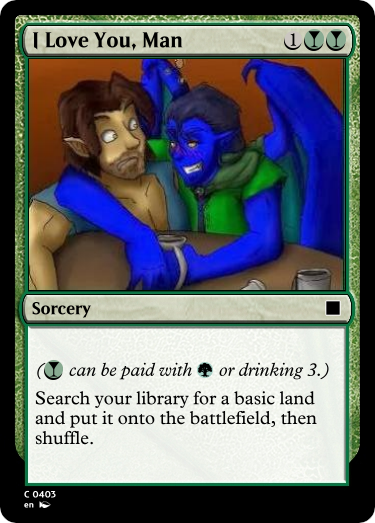 I Love You, Man 1
Sorcery
( can be paid with or drinking 3.)
Search your library for a basic land
and put it onto the battlefield, then
shuffle.
C 0403
en